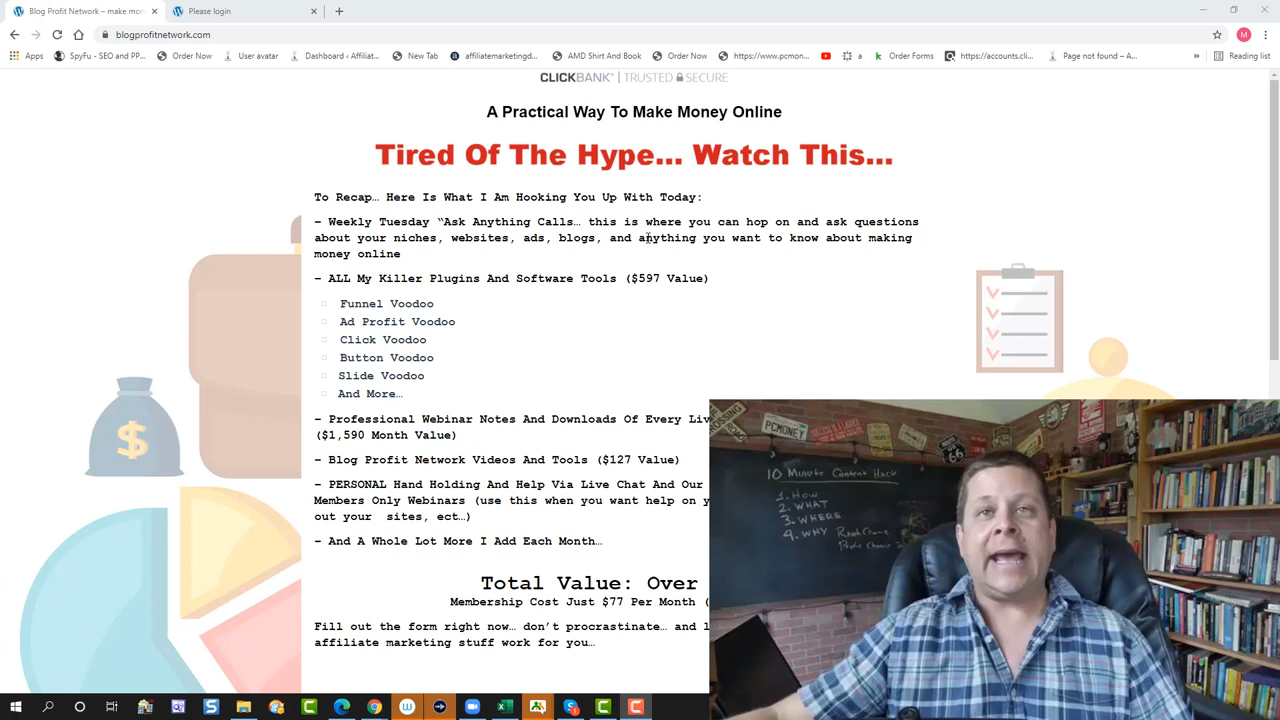 Blog Profit Network – make mon
Please login
blogprofitnetwork.com
M
Apps
SpyFu - SEO and PP...
Order Now
User avatar
Dashboard ‹ Affiliat...
New Tab
affiliatemarketingd...
AMD Shirt And Book
Order Now
https://www.pcmon...
a
Order Forms
https://accounts.cli...
Page not found – A...
»
Reading list
CLICKBANK® | TRUSTED SECURE
A Practical Way To Make Money Online
Tired Of The Hype... Watch This...
To Recap… Here Is What I Am Hooking You Up With Today:
– Weekly Tuesday “Ask Anything Calls… this is where you can hop on and ask questions
about your niches, websites, ads, blogs, and anything you want to know about making
money online
– ALL My Killer Plugins And Software Tools ($597 Value)
Funnel Voodoo
Ad Profit Voodoo
Click Voodoo
Button Voodoo
Slide Voodoo
And More…
– Professional Webinar Notes And Downloads Of Every Liv
($1,590 Month Value)
– Blog Profit Network Videos And Tools ($127 Value)
– PERSONAL Hand Holding And Help Via Live Chat And Our
Members Only Webinars (use this when you want help on y
out your sites, ect…)
– And A Whole Lot More I Add Each Month…
Total Value: Over
Membership Cost Just $77 Per Month (
Fill out the form right now… don’t procrastinate… and l
affiliate marketing stuff work for you…
CROSSING
PCMONEY
66
10 Minute Content Hack
1. HOW
2. WHAT
3. WHERE
4. WHY